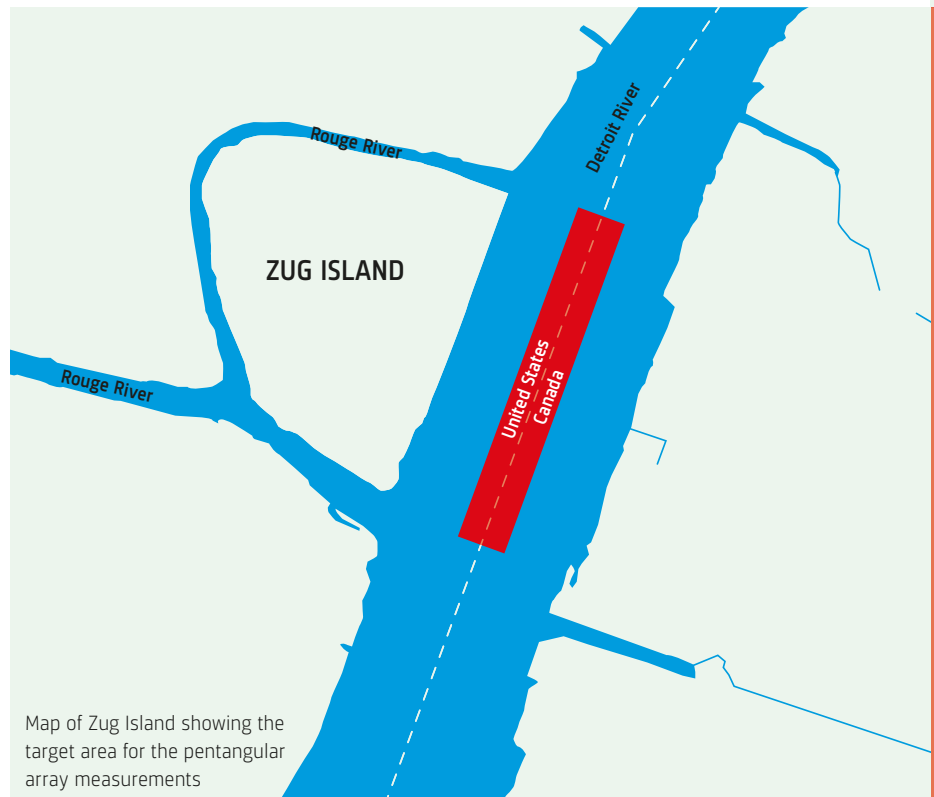 Detroit River
Rouge River
ZUG ISLAND
United States
Canada
Rouge River
Map of Zug Island showing the
target area for the pentangular
array measurements